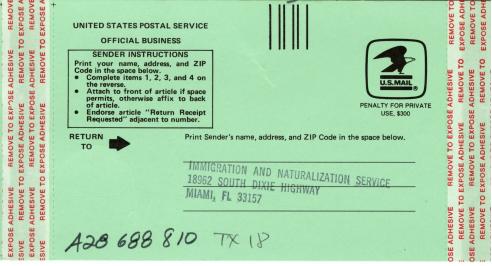 UNITED STATES POSTAL SERVICE
OFFICIAL BUSINESS
SENDER INSTRUCTIONS
Print your name, address, and ZIP
Code in the space below.
• Complete items 1, 2, 3, and 4 on
the reverse.
• Attach to front of article if space
permits, otherwise affix to back
of article.
• Endorse article "Return Receipt
Requested" adjacent to number.
U.S.MAIL
®
PENALTY FOR PRIVATE
USE, $300
RETURN
TO
Print Sender's name, address, and ZIP Code in the space below.
IMMIGRATION AND NATURALIZATION SERVICE
18962 SOUTH DIXIE HIGHWAY
MIAMI, FL 33157
A28 688 810 TX 18
REMOVE TO EXPOSE ADHESIVE
REMOVE TO EXPOSE ADHESIVE
REMOVE TO EXPOSE ADHESIVE
REMOVE TO EXPOSE ADHESIVE